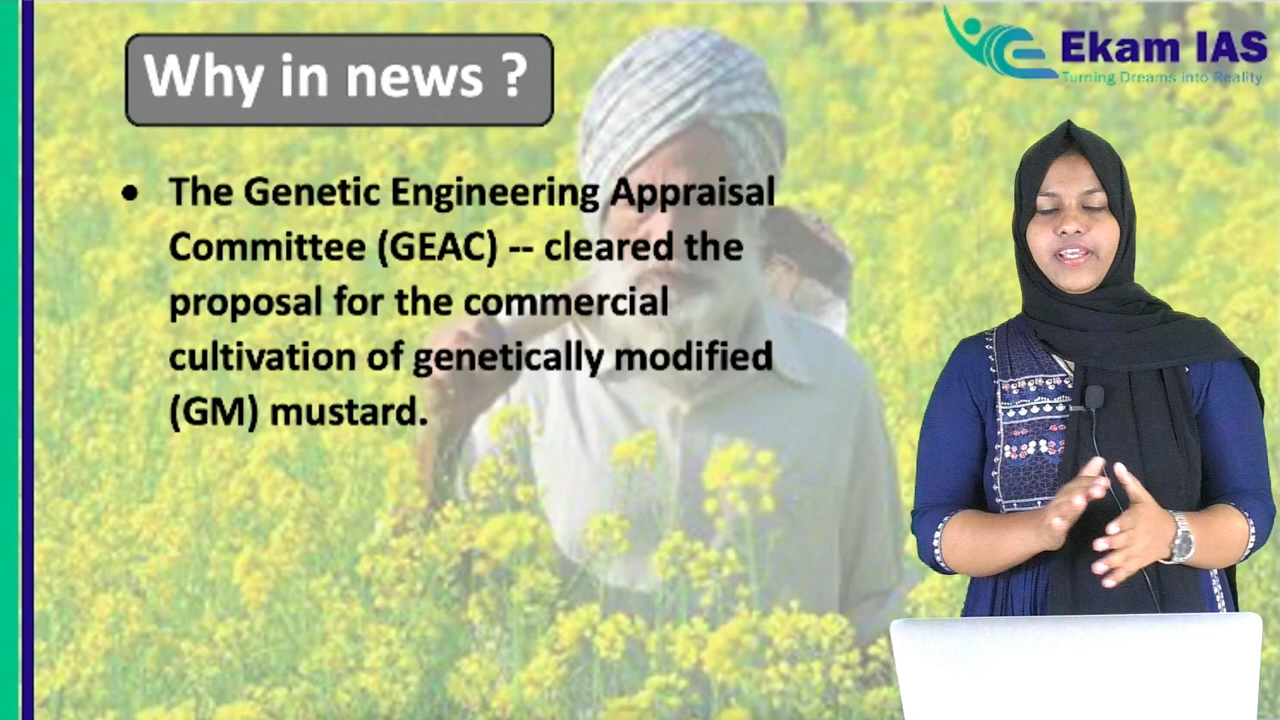 Why in news ?
Ekam IAS
Turning Dreams into Reality
• The Genetic Engineering Appraisal
Committee (GEAC) -- cleared the
proposal for the commercial
cultivation of genetically modified
(GM) mustard.